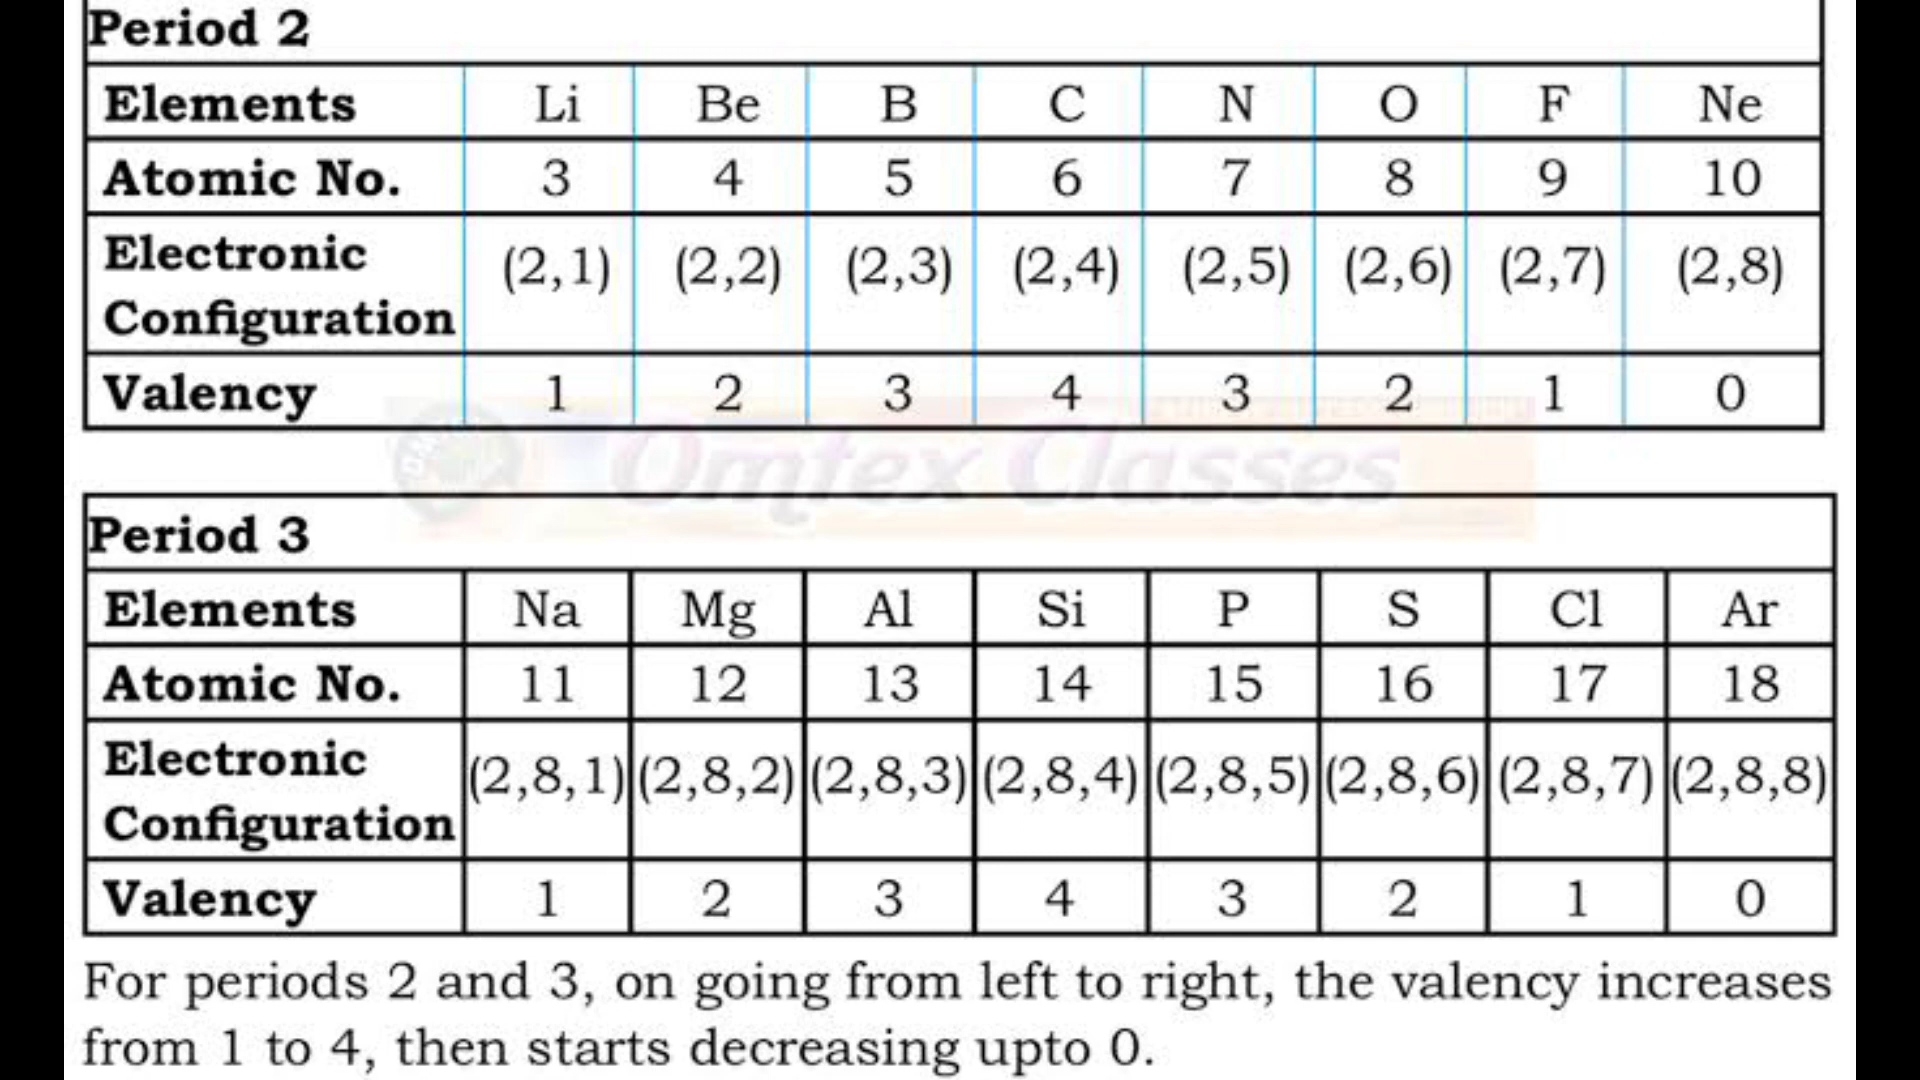 Period 2
Elements Li Be B C N O F Ne
Atomic No. 3 4 5 6 7 8 9 10
Electronic Configuration (2,1) (2,2) (2,3) (2,4) (2,5) (2,6) (2,7) (2,8)
Valency 1 2 3 4 3 2 1 0
Omtex Classes
Period 3
Elements Na Mg Al Si P S Cl Ar
Atomic No. 11 12 13 14 15 16 17 18
Electronic Configuration (2,8,1) (2,8,2) (2,8,3) (2,8,4) (2,8,5) (2,8,6) (2,8,7) (2,8,8)
Valency 1 2 3 4 3 2 1 0
For periods 2 and 3, on going from left to right, the valency increases
from 1 to 4, then starts decreasing upto 0.